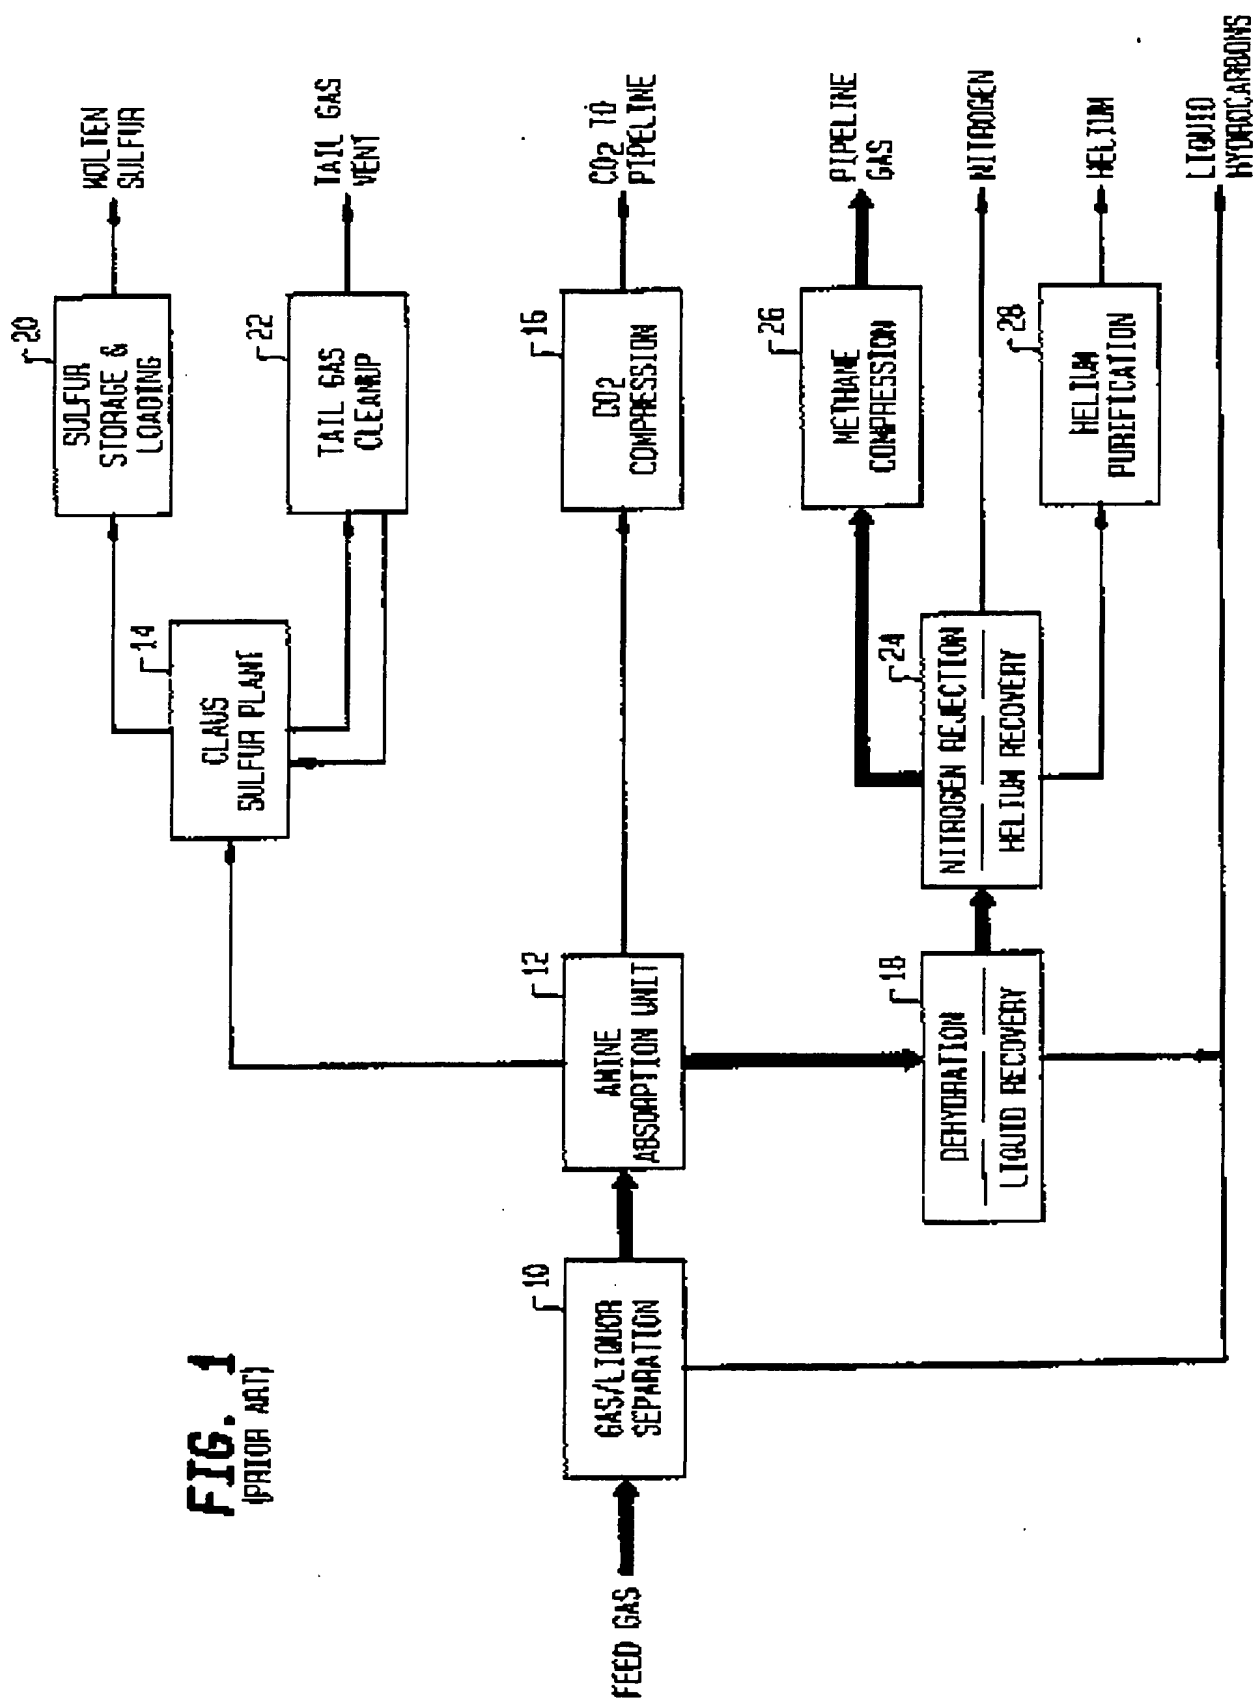 FIG. 1
(PRIOR ART)
FEED GAS
10
GAS/LIQUOR
SEPARATION
12
AMINE
ABSORPTION UNIT
14
CLAUS
SULFUR PLANT
20
SULFUR
STORAGE &
LOADING
MOLTEN
SULFUR
22
TAIL GAS
CLEANUP
TAIL GAS
VENT
16
CO2
COMPRESSION
CO2 TO
PIPELINE
18
DEHYDRATION
LIQUID RECOVERY
24
NITROGEN REJECTION
HELIUM RECOVERY
26
METHANE
COMPRESSION
PIPELINE
GAS
NITROGEN
28
HELIUM
PURIFICATION
HELIUM
LIQUID
HYDROCARBONS